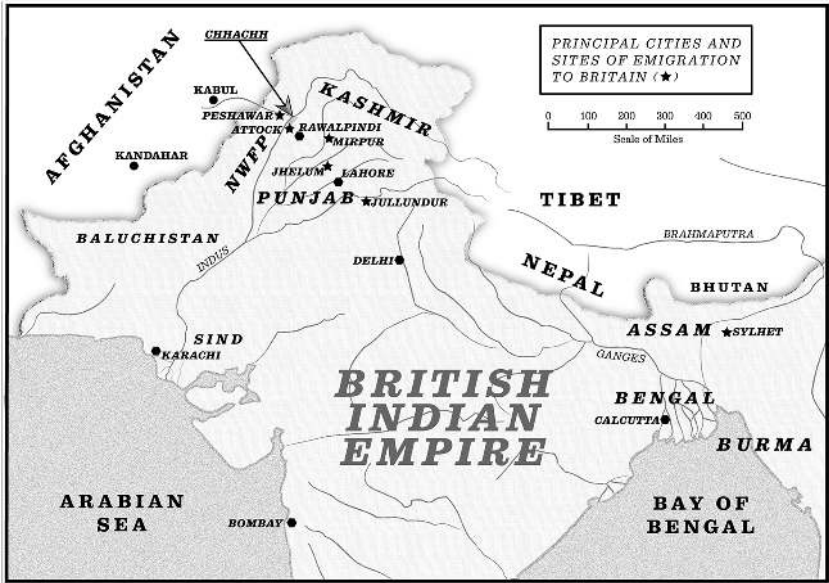 CHHACHH
PRINCIPAL CITIES AND
SITES OF EMIGRATION
TO BRITAIN (★)
0 100 200 300 400 500
Scale of Miles
AFGHANISTAN
KABUL
KASHMIR
PESHAWAR
ATTOCK
RAWALPINDI
MIRPUR
NWFP
KANDAHAR
JHELUM
LAHORE
PUNJAB
JULLUNDUR
TIBET
BALUCHISTAN
INDUS
BRAHMAPUTRA
DELHI
NEPAL
BHUTAN
SIND
KARACHI
ASSAM
SYLHET
GANGES
BRITISH
INDIAN
EMPIRE
BENGAL
CALCUTTA
BURMA
ARABIAN
SEA
BOMBAY
BAY OF
BENGAL